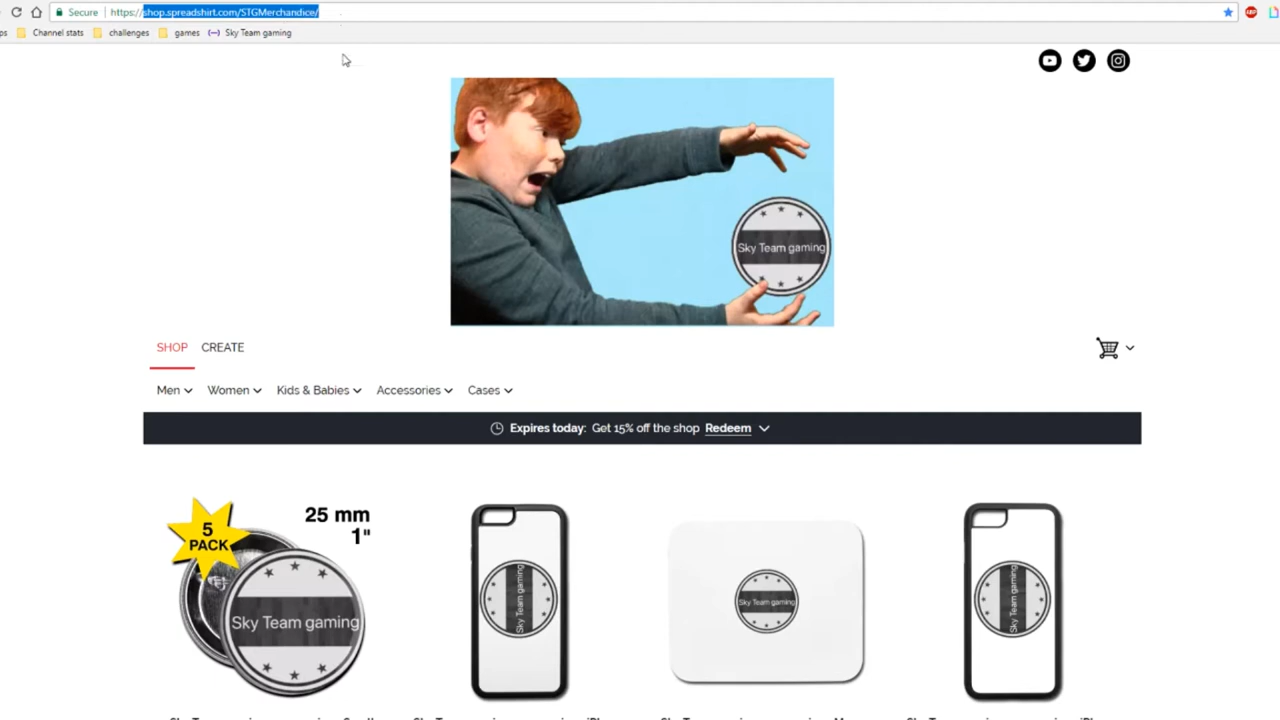 Secure https://shop.spreadshirt.com/STGMerchandice/
Channel stats challenges games Sky Team gaming
Sky Team gaming
SHOP CREATE
Men Women Kids & Babies Accessories Cases
Expires today: Get 15% off the shop Redeem
5 PACK
25 mm
1"
Sky Team gaming
Sky Team gaming
Sky Team gaming
Sky Team gaming